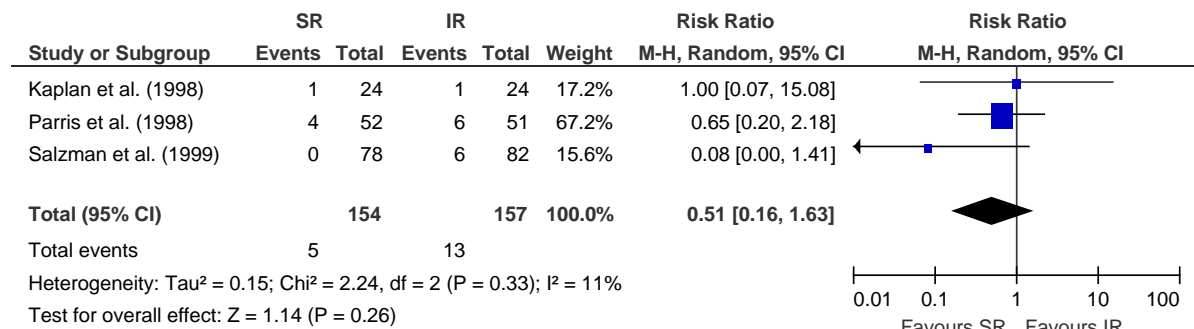 SR IR Risk Ratio Risk Ratio
Study or Subgroup Events Total Events Total Weight M-H, Random, 95% CI M-H, Random, 95% CI
Kaplan et al. (1998) 1 24 1 24 17.2% 1.00 [0.07, 15.08]
Parris et al. (1998) 4 52 6 51 67.2% 0.65 [0.20, 2.18]
Salzman et al. (1999) 0 78 6 82 15.6% 0.08 [0.00, 1.41]
Total (95% CI) 154 157 100.0% 0.51 [0.16, 1.63]
Total events 5 13
Heterogeneity: Tau² = 0.15; Chi² = 2.24, df = 2 (P = 0.33); I² = 11%
Test for overall effect: Z = 1.14 (P = 0.26)
0.01 0.1 1 10 100
Favours SR Favours IR